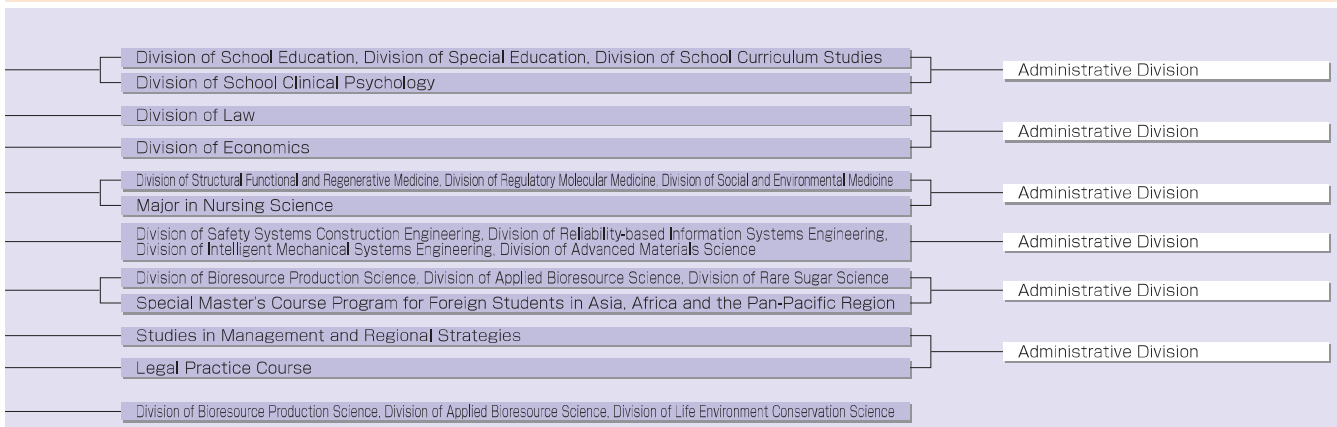 Division of School Education, Division of Special Education, Division of School Curriculum Studies
Administrative Division
Division of School Clinical Psychology
Division of Law
Administrative Division
Division of Economics
Division of Structural Functional and Regenerative Medicine, Division of Regulatory Molecular Medicine, Division of Social and Environmental Medicine
Administrative Division
Major in Nursing Science
Division of Safety Systems Construction Engineering, Division of Reliability-based Information Systems Engineering,
Division of Intelligent Mechanical Systems Engineering, Division of Advanced Materials Science
Administrative Division
Division of Bioresource Production Science, Division of Applied Bioresource Science, Division of Rare Sugar Science
Administrative Division
Special Master's Course Program for Foreign Students in Asia, Africa and the Pan-Pacific Region
Studies in Management and Regional Strategies
Administrative Division
Legal Practice Course
Division of Bioresource Production Science, Division of Applied Bioresource Science, Division of Life Environment Conservation Science